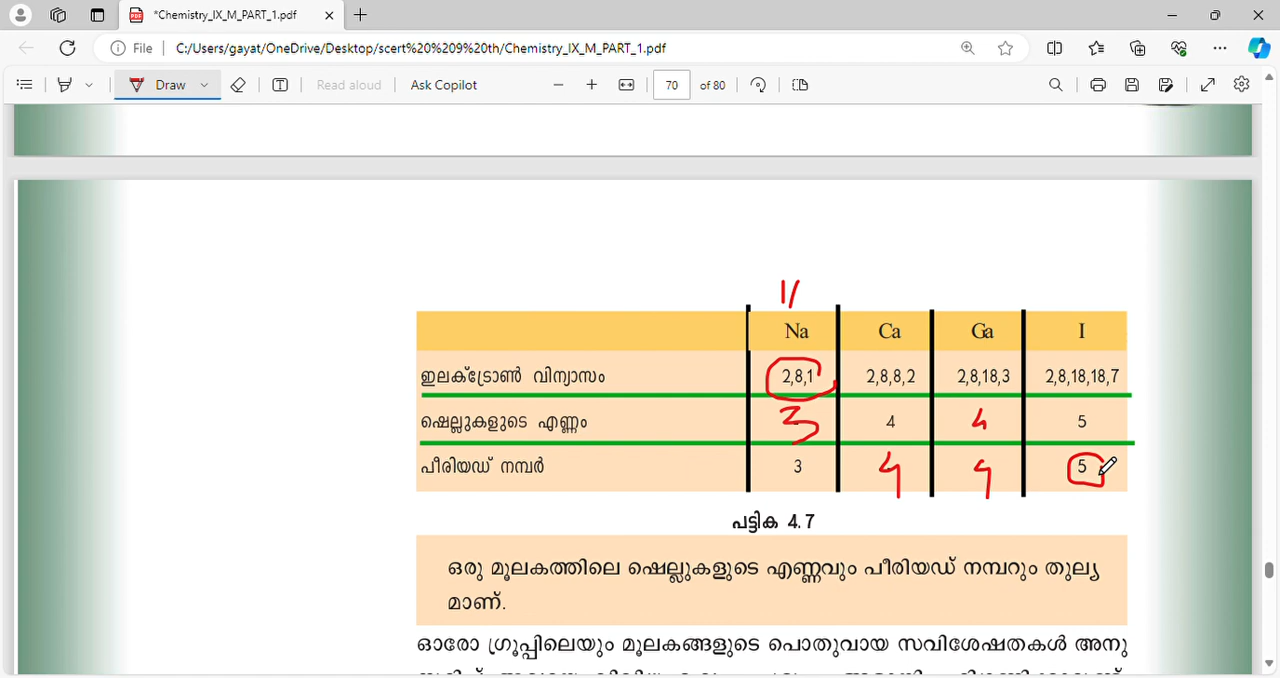 *Chemistry_IX_M_PART_1.pdf
File C:/Users/gayat/OneDrive/Desktop/scert%20%209%20th/Chemistry_IX_M_PART_1.pdf
Draw Read aloud Ask Copilot 70 of 80
11
Na Ca Ga I
ഇലക്ട്രോൺ വിന്യാസം 2,8,1 2,8,8,2 2,8,18,3 2,8,18,18,7
ഷെല്ലുകളുടെ എണ്ണം 3 4 4 5
പീരിയഡ് നമ്പർ 3 4 4 5
പട്ടിക 4.7
ഒരു മൂലകത്തിലെ ഷെല്ലുകളുടെ എണ്ണവും പീരിയഡ് നമ്പറും തുല്യ
മാണ്.
ഓരോ ഗ്രൂപ്പിലെയും മൂലകങ്ങളുടെ പൊതുവായ സവിശേഷതകൾ അനു